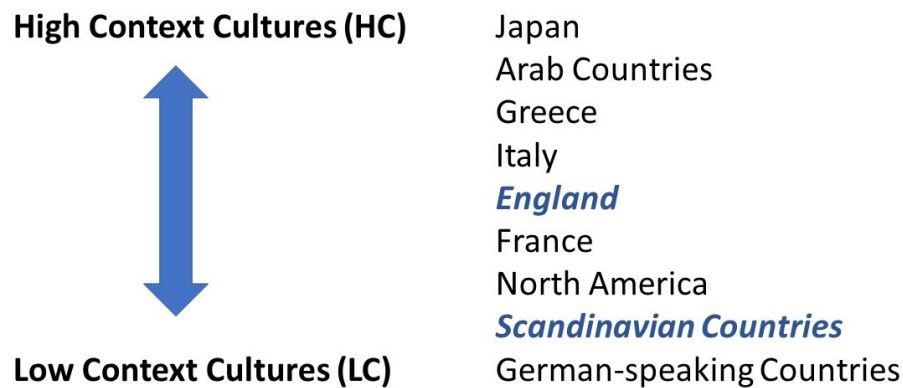 High Context Cultures (HC)
Japan
Arab Countries
Greece
Italy
England
France
North America
Scandinavian Countries
Low Context Cultures (LC)
German-speaking Countries